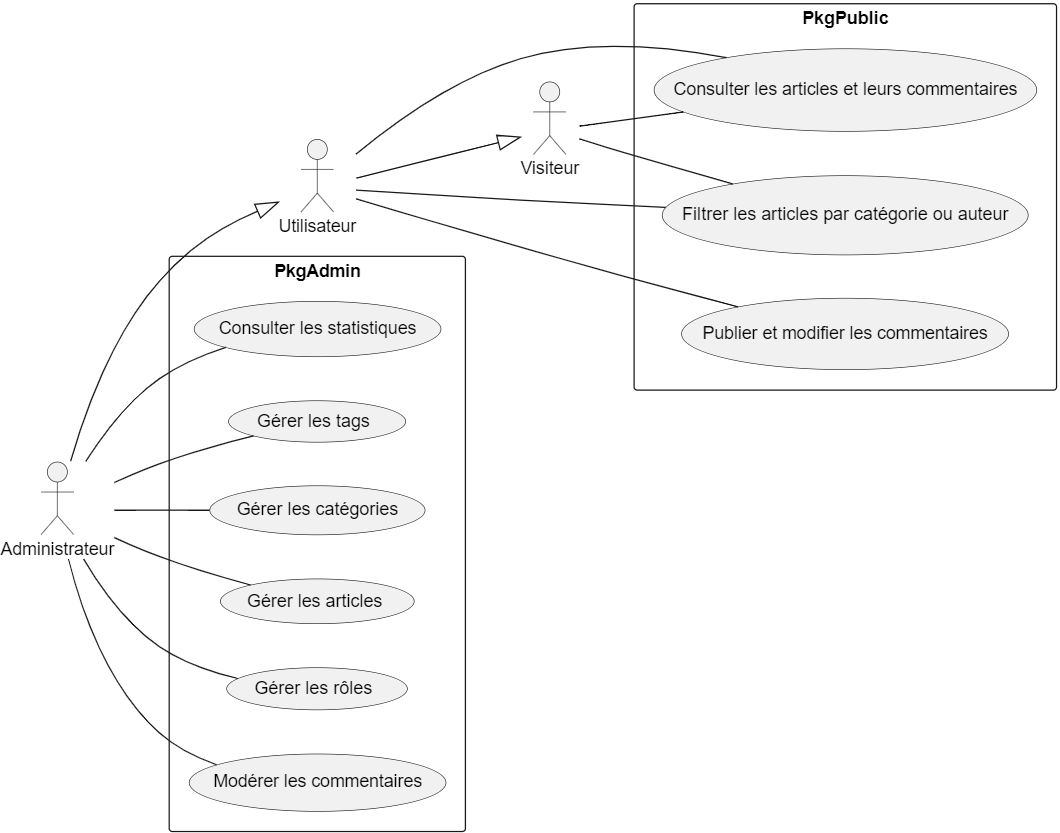 PkgPublic
Consulter les articles et leurs commentaires
Visiteur
Utilisateur
Filtrer les articles par catégorie ou auteur
PkgAdmin
Consulter les statistiques
Publier et modifier les commentaires
Gérer les tags
Gérer les catégories
Administrateur
Gérer les articles
Gérer les rôles
Modérer les commentaires